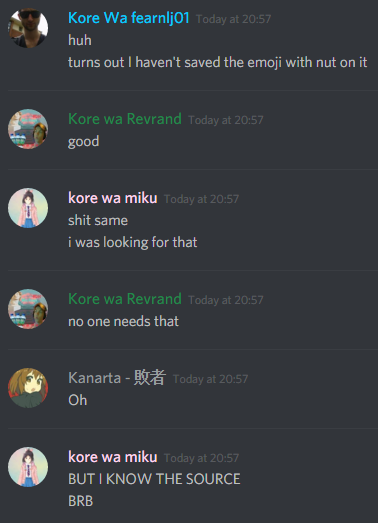 Kore Wa fearnlj01 Today at 20:57
huh
turns out I haven't saved the emoji with nut on it
Kore wa Revrand Today at 20:57
good
kore wa miku Today at 20:57
shit same
i was looking for that
Kore wa Revrand Today at 20:57
no one needs that
Kanarta - 敗者 Today at 20:57
Oh
kore wa miku Today at 20:57
BUT I KNOW THE SOURCE
BRB